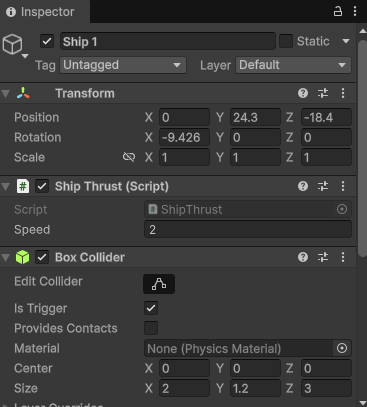 Inspector
Ship 1 Static
Tag Untagged Layer Default
Transform
Position X 0 Y 24.3 Z -18.4
Rotation X -9.426 Y 0 Z 0
Scale X 1 Y 1 Z 1
# Ship Thrust (Script)
Script # ShipThrust
Speed 2
Box Collider
Edit Collider
Is Trigger
Provides Contacts
Material None (Physics Material)
Center X 0 Y 0 Z 0
Size X 2 Y 1.2 Z 3
Layer Overrides